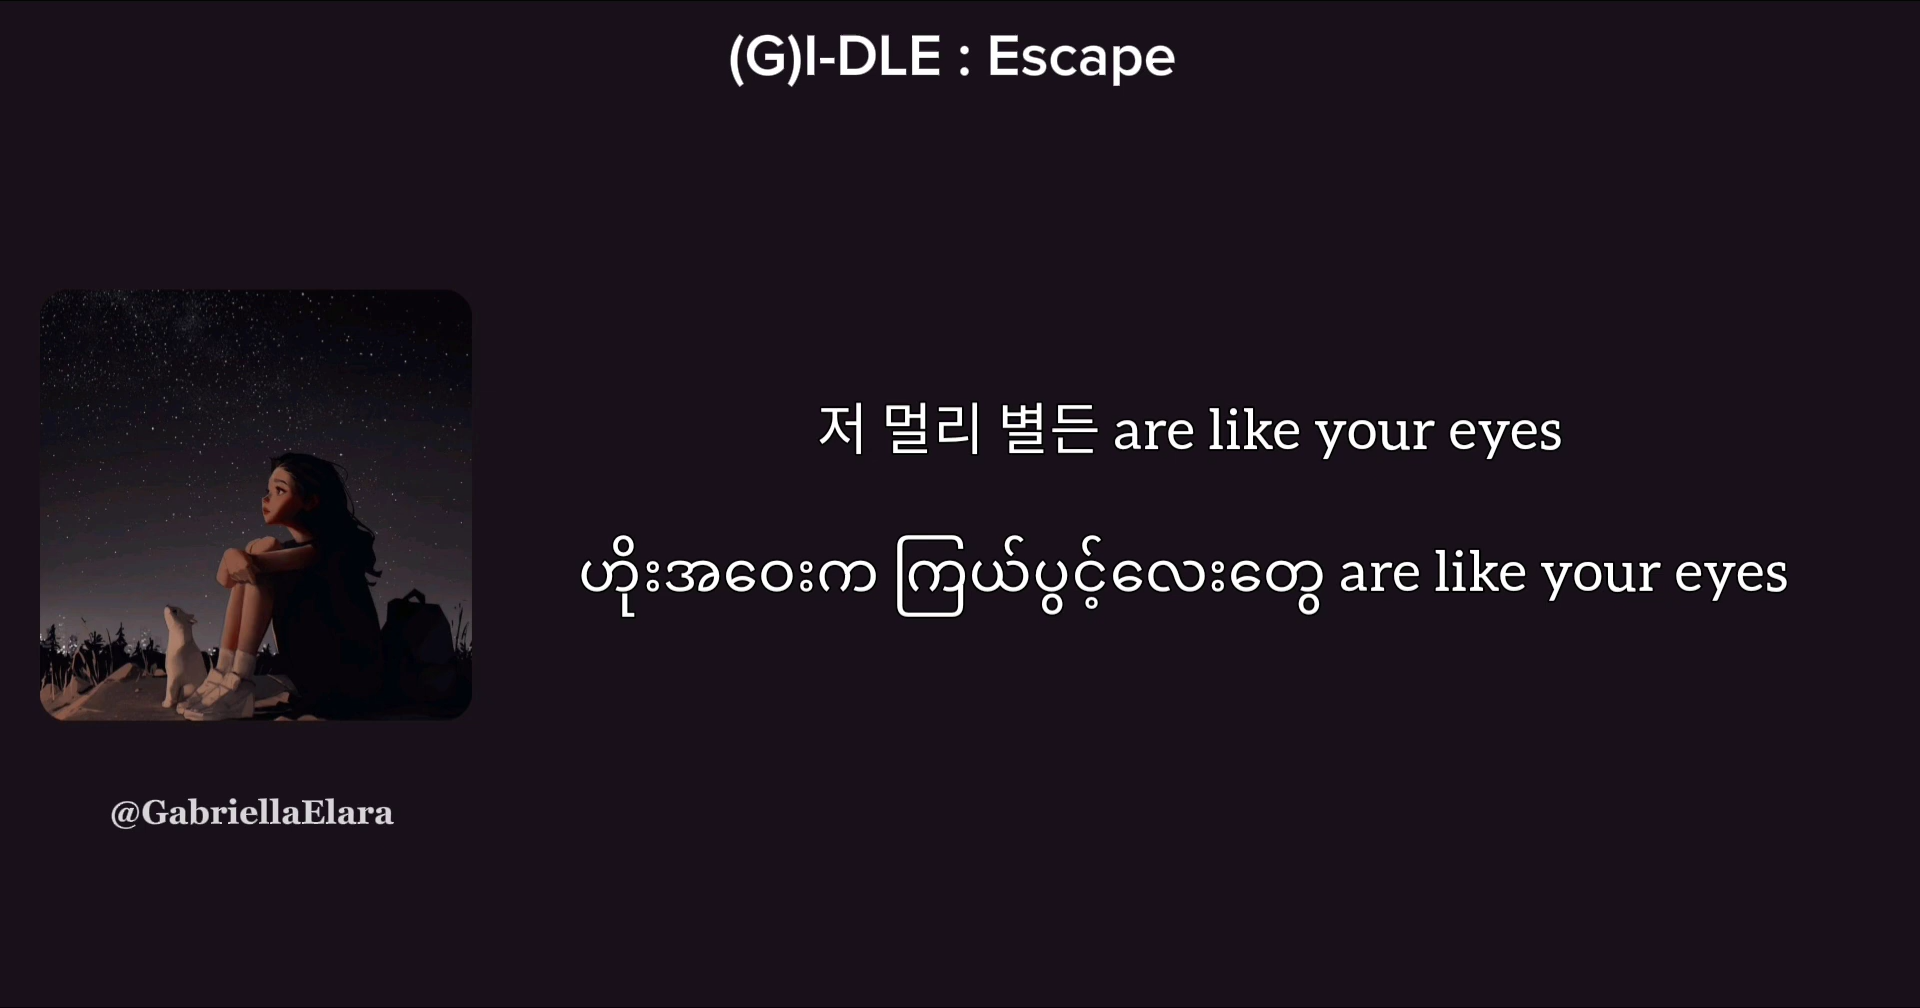 (G)I-DLE : Escape
저 멀리 별든 are like your eyes
ဟိုးအဝေးက ကြယ်ပွင့်လေးတွေ are like your eyes
@GabriellaElara